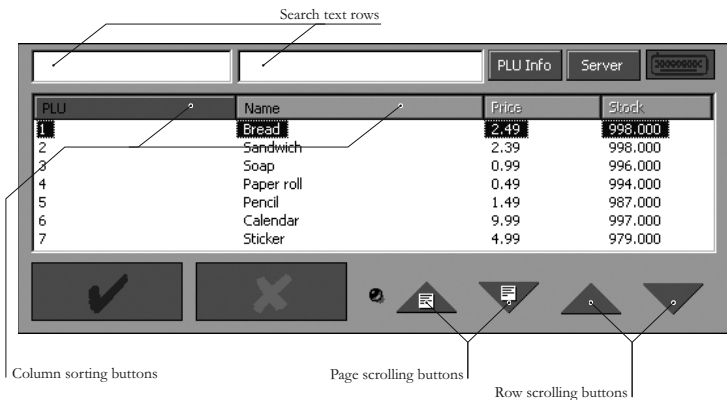 Search text rows
PLU Info Server
PLU Name Price Stock
1 Bread 2.49 998.000
2 Sandwich 2.39 998.000
3 Soap 0.99 996.000
4 Paper roll 0.49 994.000
5 Pencil 1.49 987.000
6 Calendar 9.99 997.000
7 Sticker 4.99 979.000
Column sorting buttons
Page scrolling buttons
Row scrolling buttons